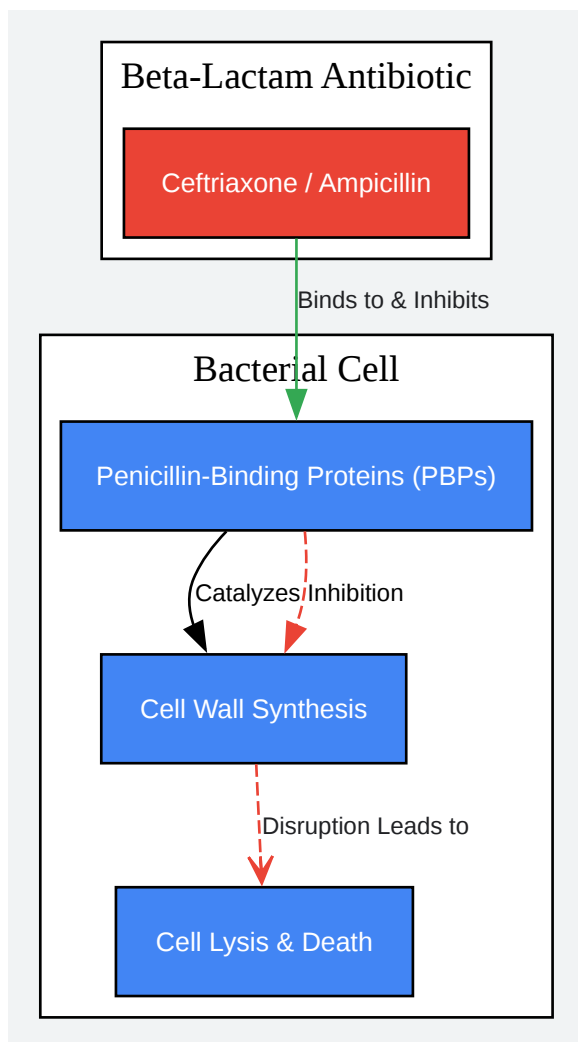 Beta-Lactam Antibiotic
Ceftriaxone / Ampicillin
Binds to & Inhibits
Bacterial Cell
Penicillin-Binding Proteins (PBPs)
Catalyzes
Inhibition
Cell Wall Synthesis
Disruption Leads to
Cell Lysis & Death